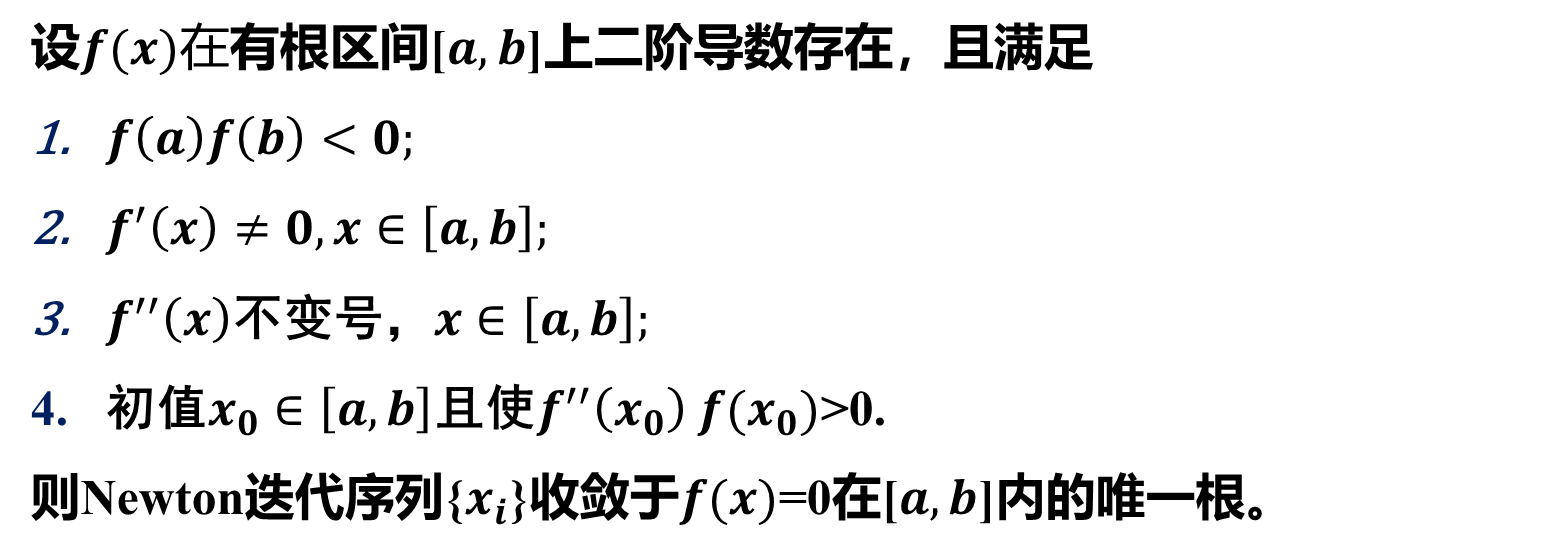 设f(x)在有根区间[a, b]上二阶导数存在，且满足
1. f(a)f(b) < 0;
2. f′(x) ≠ 0, x ∈ [a, b];
3. f′′(x)不变号，x ∈ [a, b];
4. 初值x₀ ∈ [a, b]且使f′′(x₀) f(x₀)>0.
则Newton迭代序列{xᵢ}收敛于f(x)=0在[a, b]内的唯一根。